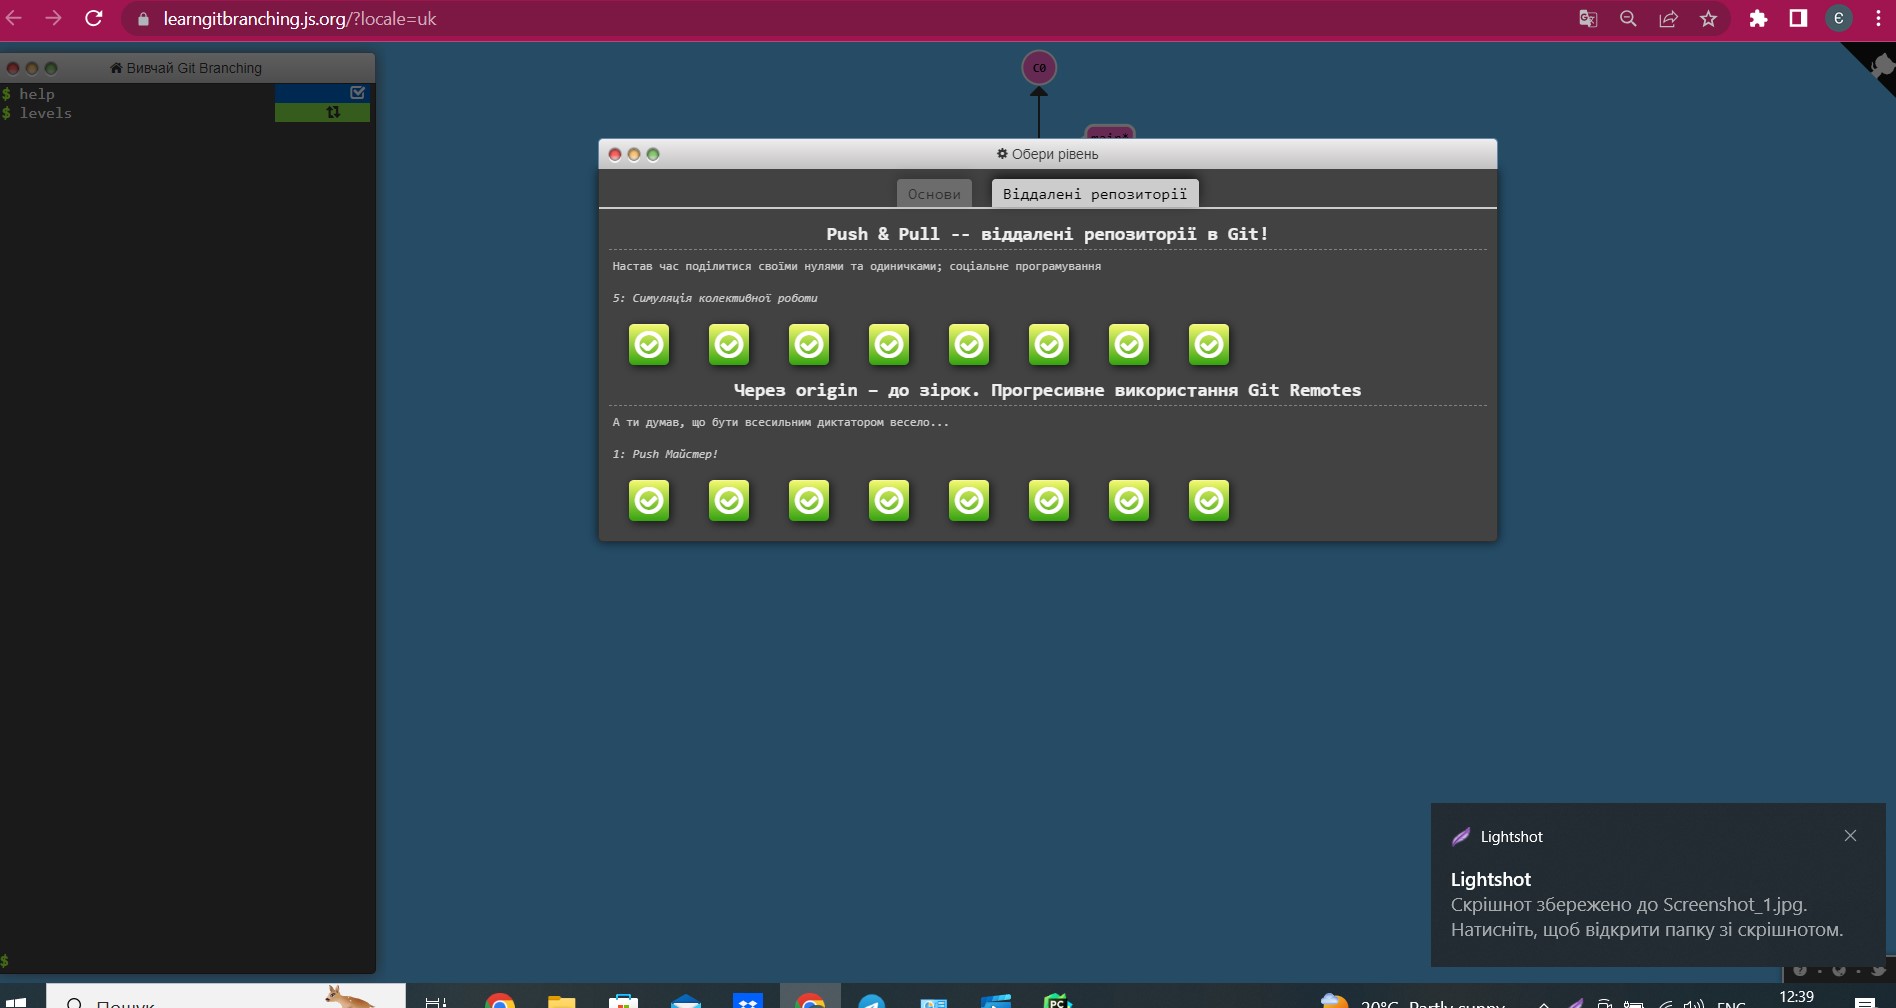 learngitbranching.js.org/?locale=uk
Є
Вивчай Git Branching
$ help
$ levels
C0
main*
Обери рівень
Основи
Віддалені репозиторії
Push & Pull -- віддалені репозиторії в Git!
Настав час поділитися своїми нулями та одиничками; соціальне програмування
5: Симуляція колективної роботи
Через origin – до зірок. Прогресивне використання Git Remotes
А ти думав, що бути всесильним диктатором весело...
1: Push Майстер!
Lightshot
Lightshot
Скрішнот збережено до Screenshot_1.jpg.
Натисніть, щоб відкрити папку зі скрішнотом.
$
Пошук
PC
20°C Partly sunny
ENG
12:39